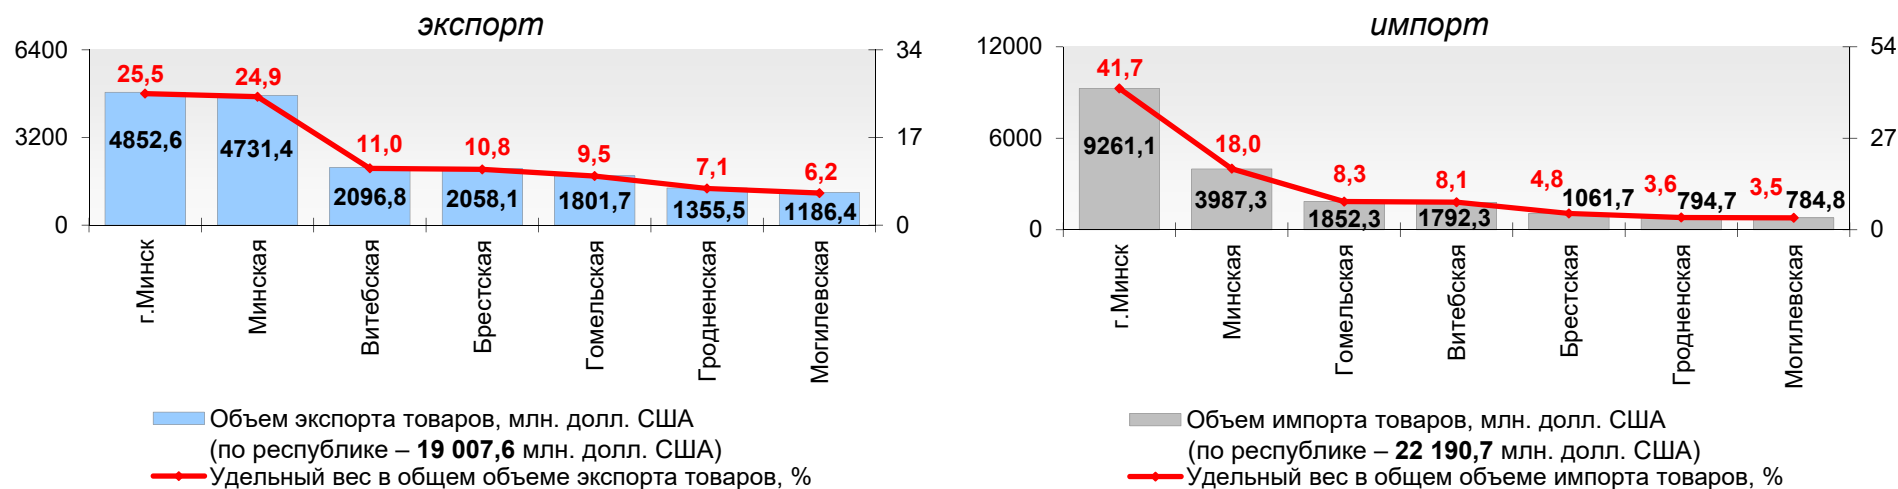 экспорт
6400
3200
0
34
17
0
25,5
24,9
11,0
10,8
9,5
7,1
6,2
4852,6
4731,4
2096,8
2058,1
1801,7
1355,5
1186,4
г.Минск
Минская
Витебская
Брестская
Гомельская
Гродненская
Могилевская
Объем экспорта товаров, млн. долл. США
(по республике – 19 007,6 млн. долл. США)
Удельный вес в общем объеме экспорта товаров, %
импорт
12000
6000
0
54
27
0
41,7
18,0
8,3
8,1
4,8
3,6
3,5
9261,1
3987,3
1852,3
1792,3
1061,7
794,7
784,8
г.Минск
Минская
Гомельская
Витебская
Брестская
Гродненская
Могилевская
Объем импорта товаров, млн. долл. США
(по республике – 22 190,7 млн. долл. США)
Удельный вес в общем объеме импорта товаров, %